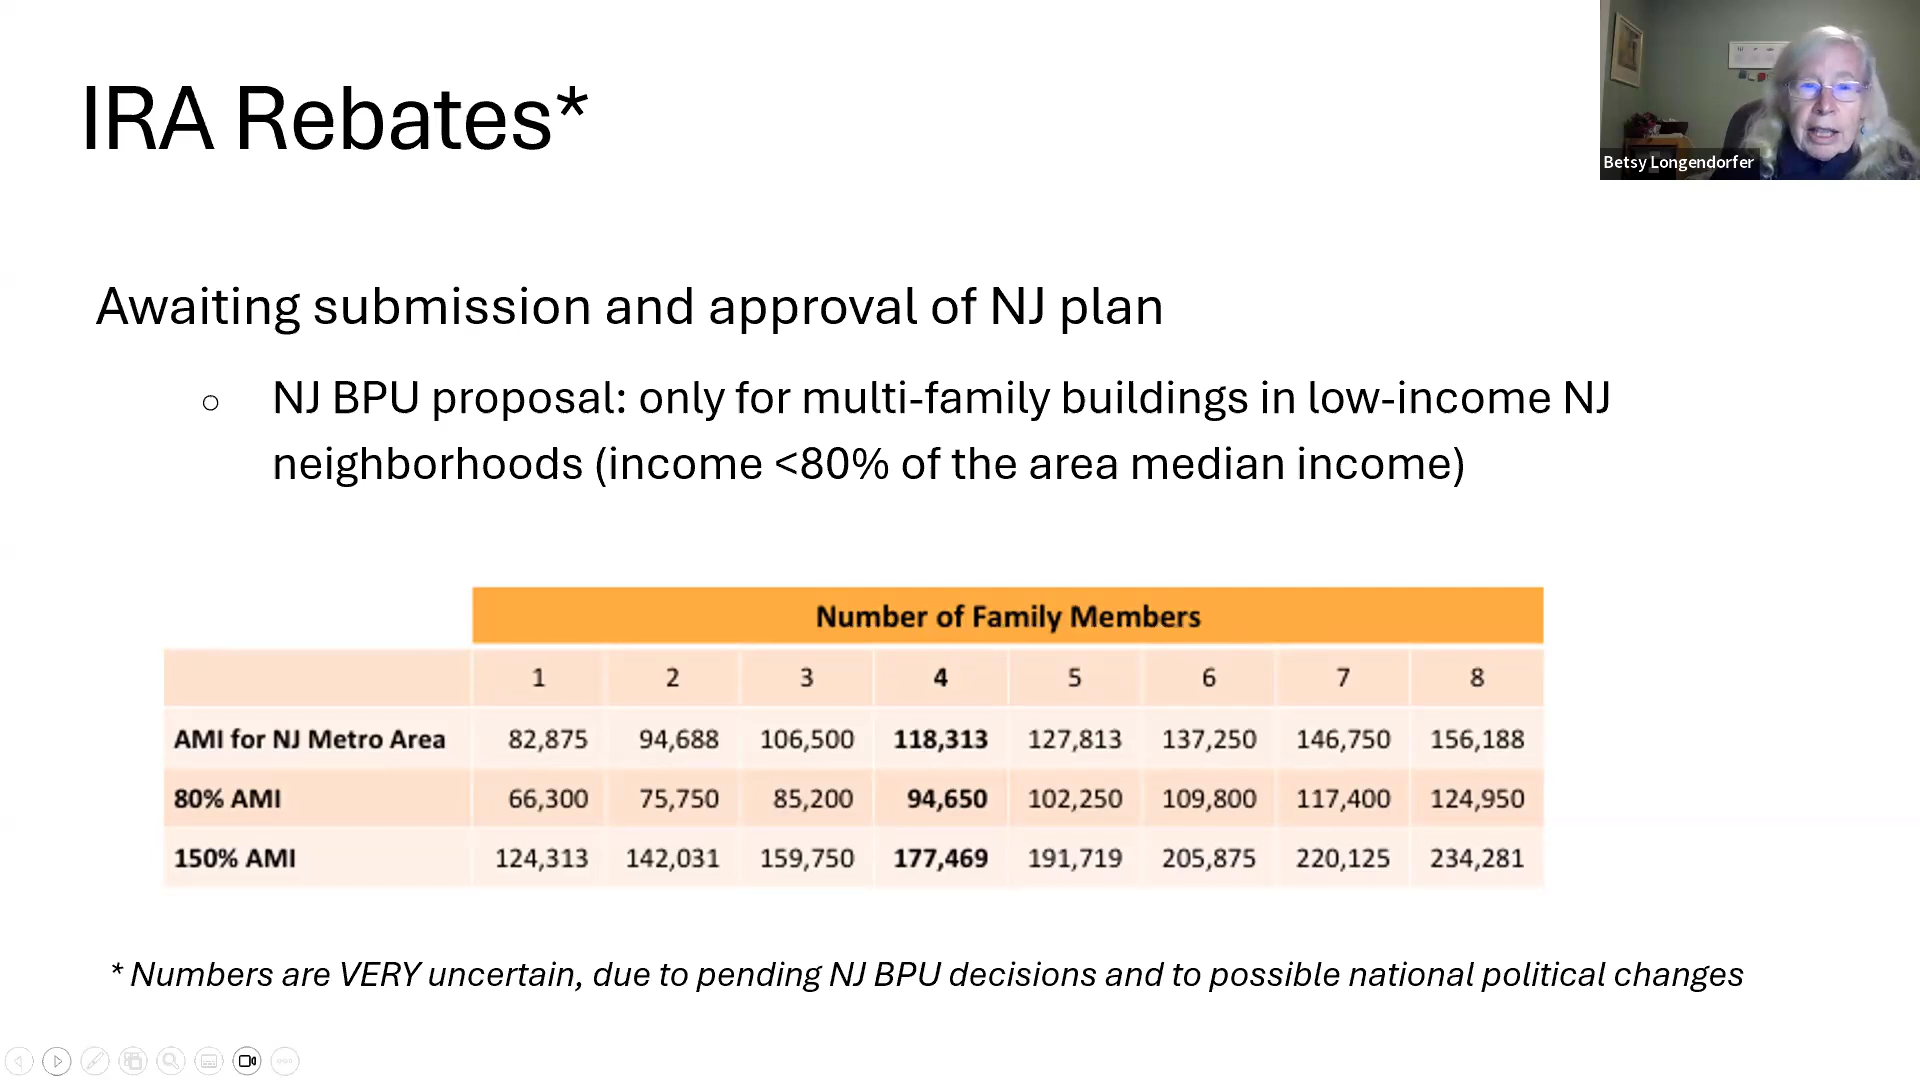 IRA Rebates*
Betsy Longendorfer
Awaiting submission and approval of NJ plan
NJ BPU proposal: only for multi-family buildings in low-income NJ
neighborhoods (income <80% of the area median income)
Number of Family Members
1 2 3 4 5 6 7 8
AMI for NJ Metro Area 82,875 94,688 106,500 118,313 127,813 137,250 146,750 156,188
80% AMI 66,300 75,750 85,200 94,650 102,250 109,800 117,400 124,950
150% AMI 124,313 142,031 159,750 177,469 191,719 205,875 220,125 234,281
* Numbers are VERY uncertain, due to pending NJ BPU decisions and to possible national political changes